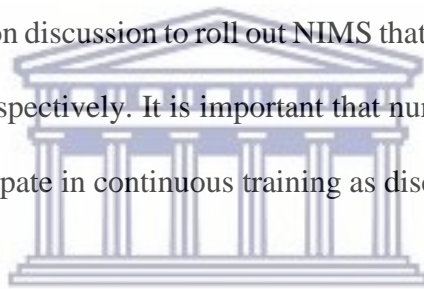 on discussion to roll out NIMS that
spectively. It is important that nur
pate in continuous training as disc